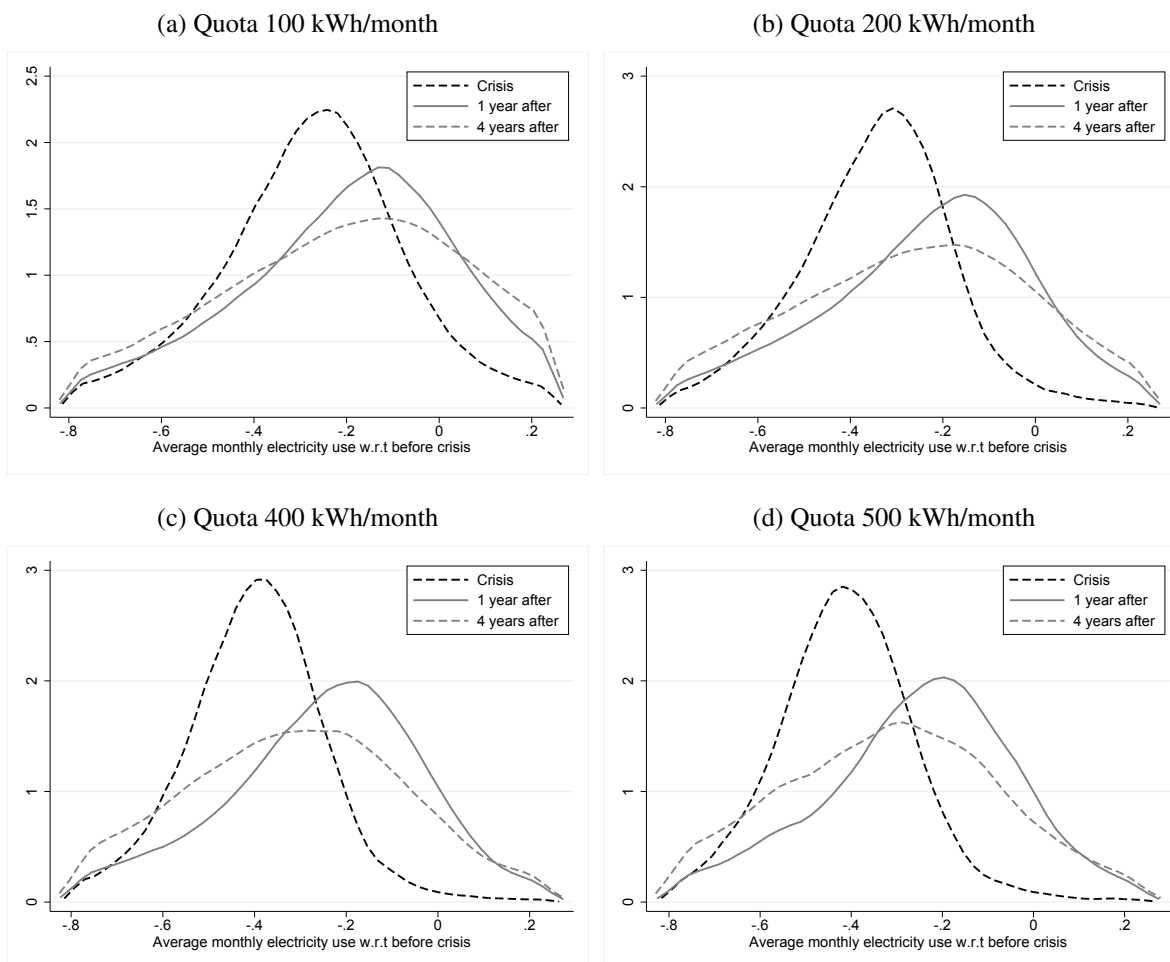 (a) Quota 100 kWh/month
2.5
2
1.5
1
.5
0
-.8 -.6 -.4 -.2 0 .2
Average monthly electricity use w.r.t before crisis
Crisis
1 year after
4 years after
(b) Quota 200 kWh/month
3
2
1
0
-.8 -.6 -.4 -.2 0 .2
Average monthly electricity use w.r.t before crisis
Crisis
1 year after
4 years after
(c) Quota 400 kWh/month
3
2
1
0
-.8 -.6 -.4 -.2 0 .2
Average monthly electricity use w.r.t before crisis
Crisis
1 year after
4 years after
(d) Quota 500 kWh/month
3
2
1
0
-.8 -.6 -.4 -.2 0 .2
Average monthly electricity use w.r.t before crisis
Crisis
1 year after
4 years after